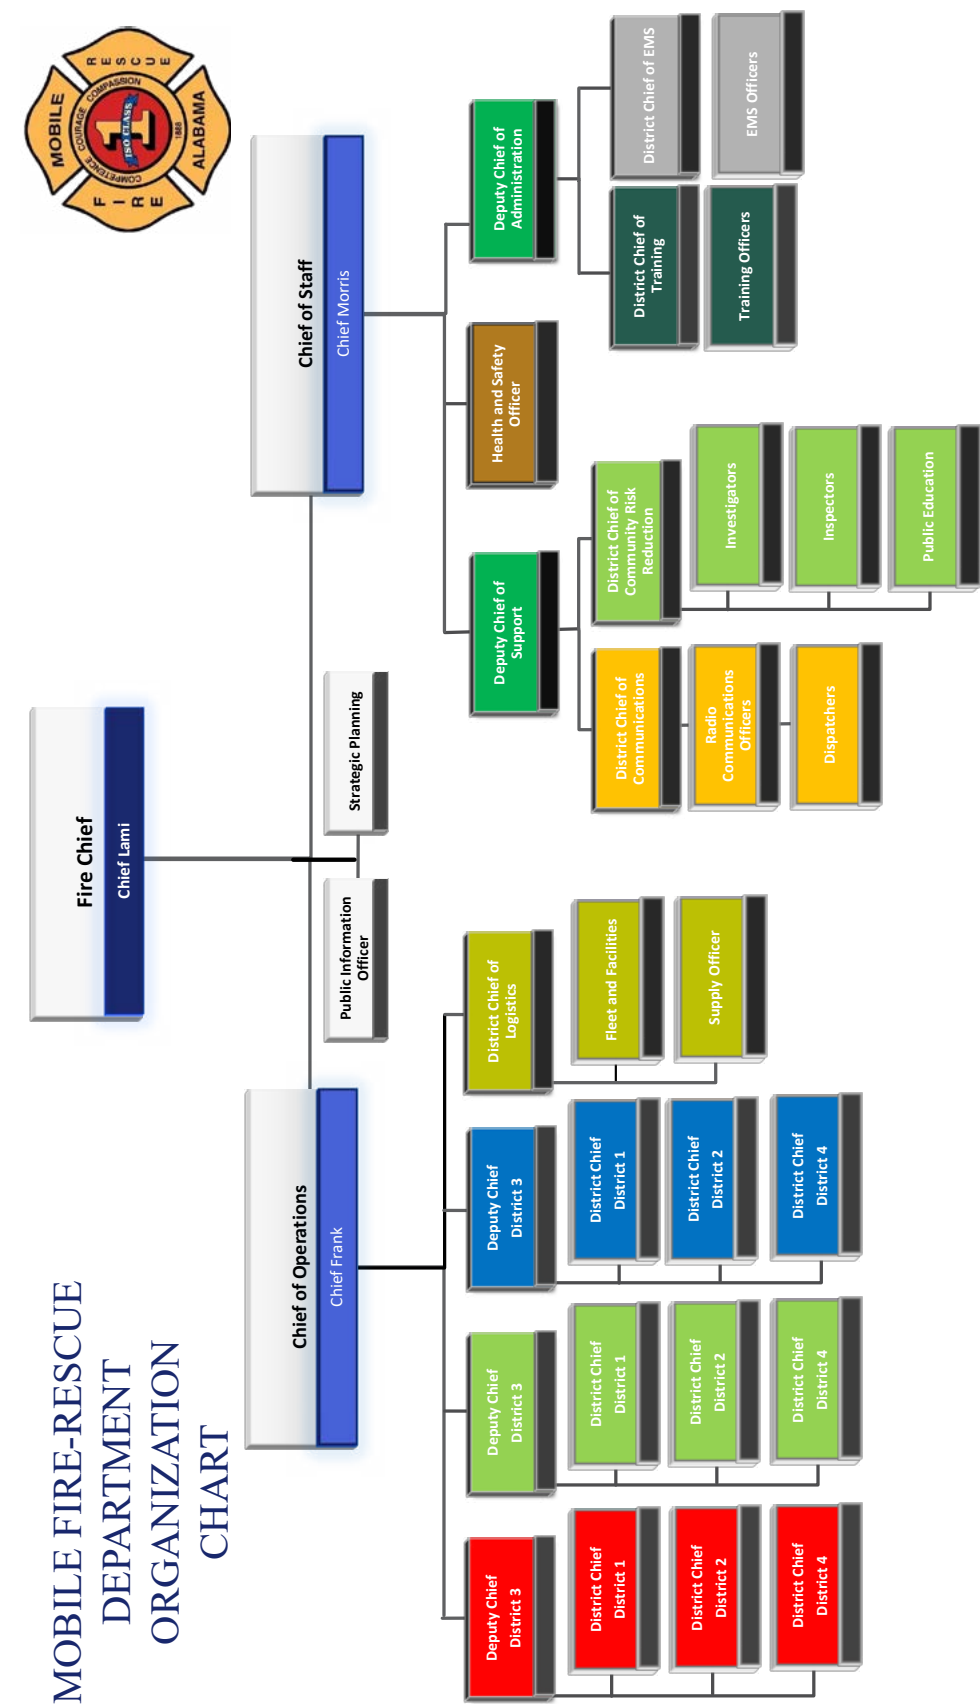 MOBILE FIRE-RESCUE
DEPARTMENT
ORGANIZATION
CHART
MOBILE
RESCUE
ALABAMA
FIRE
COMPETENCE COURAGE COMPASSION
1888
ISO CLASS
1
Fire Chief
Chief Lami
Public Information
Officer
Strategic Planning
Chief of Operations
Chief Frank
Chief of Staff
Chief Morris
Deputy Chief
District 3
District Chief
District 1
District Chief
District 2
District Chief
District 4
Deputy Chief
District 3
District Chief
District 1
District Chief
District 2
District Chief
District 4
Deputy Chief
District 3
District Chief
District 1
District Chief
District 2
District Chief
District 4
District Chief of
Logistics
Fleet and Facilities
Supply Officer
Deputy Chief of
Support
District Chief of
Communications
Radio
Communications
Officers
Dispatchers
District Chief of
Community Risk
Reduction
Investigators
Inspectors
Public Education
Health and Safety
Officer
Deputy Chief of
Administration
District Chief of
Training
Training Officers
District Chief of EMS
EMS Officers